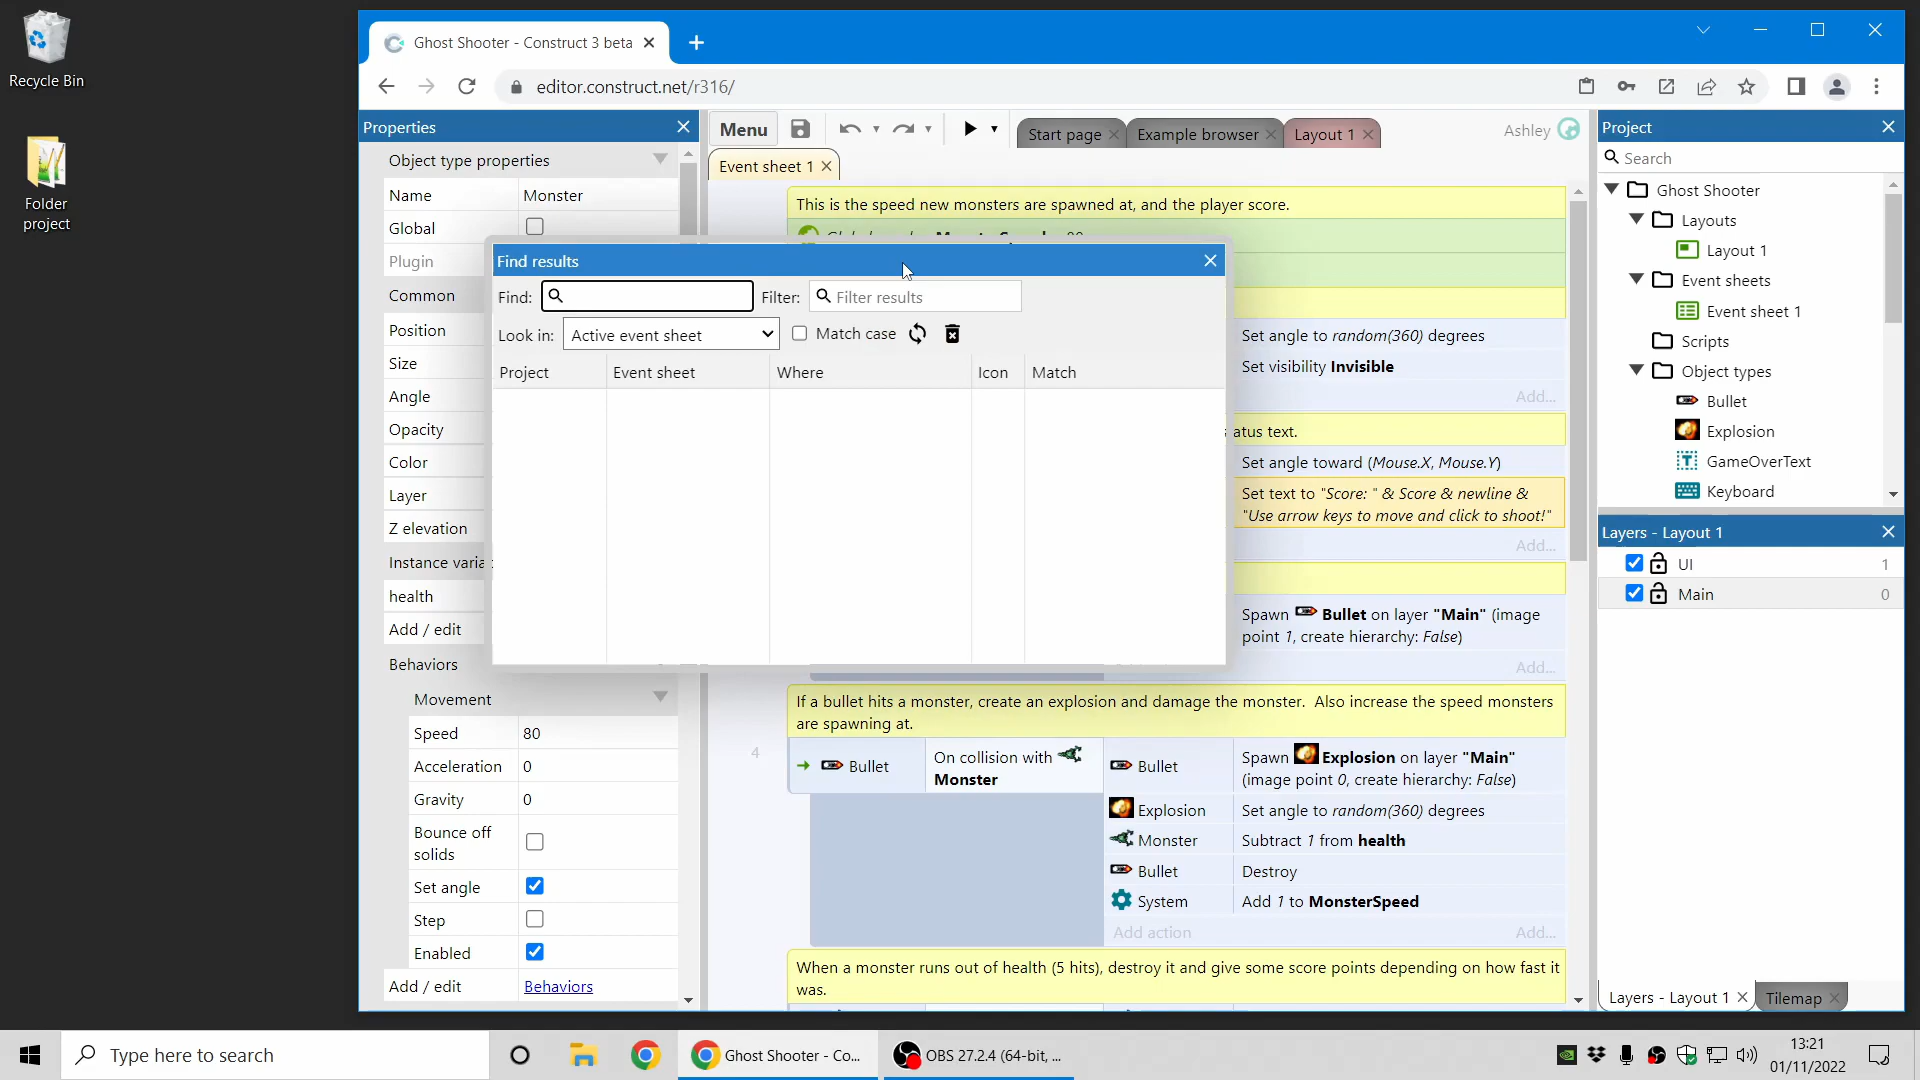 Recycle Bin
Folder
project
Ghost Shooter - Construct 3 beta
editor.construct.net/r316/
Properties
Object type properties
Name Monster
Global
Plugin
Common
Position
Size
Angle
Opacity
Color
Layer
Z elevation
Instance varia
health
Add / edit
Behaviors
Movement
Speed 80
Acceleration 0
Gravity 0
Bounce off
solids
Set angle
Step
Enabled
Add / edit Behaviors
Menu
Start page
Example browser
Layout 1
Ashley
Event sheet 1
This is the speed new monsters are spawned at, and the player score.
Find results
Find:
Filter: Filter results
Look in: Active event sheet
Match case
Project Event sheet Where Icon Match
Set angle to random(360) degrees
Set visibility Invisible
Add...
atus text.
Set angle toward (Mouse.X, Mouse.Y)
Set text to "Score: " & Score & newline &
"Use arrow keys to move and click to shoot!"
Add...
Spawn Bullet on layer "Main" (image
point 1, create hierarchy: False)
Add...
If a bullet hits a monster, create an explosion and damage the monster. Also increase the speed monsters
are spawning at.
4
Bullet
On collision with
Monster
Bullet
Spawn Explosion on layer "Main"
(image point 0, create hierarchy: False)
Explosion Set angle to random(360) degrees
Monster Subtract 1 from health
Bullet Destroy
System Add 1 to MonsterSpeed
Add action Add...
When a monster runs out of health (5 hits), destroy it and give some score points depending on how fast it
was.
Project
Search
Ghost Shooter
Layouts
Layout 1
Event sheets
Event sheet 1
Scripts
Object types
Bullet
Explosion
GameOverText
Keyboard
Layers - Layout 1
UI 1
Main 0
Layers - Layout 1
Tilemap
Type here to search
Ghost Shooter - Co...
OBS 27.2.4 (64-bit, ...
13:21
01/11/2022